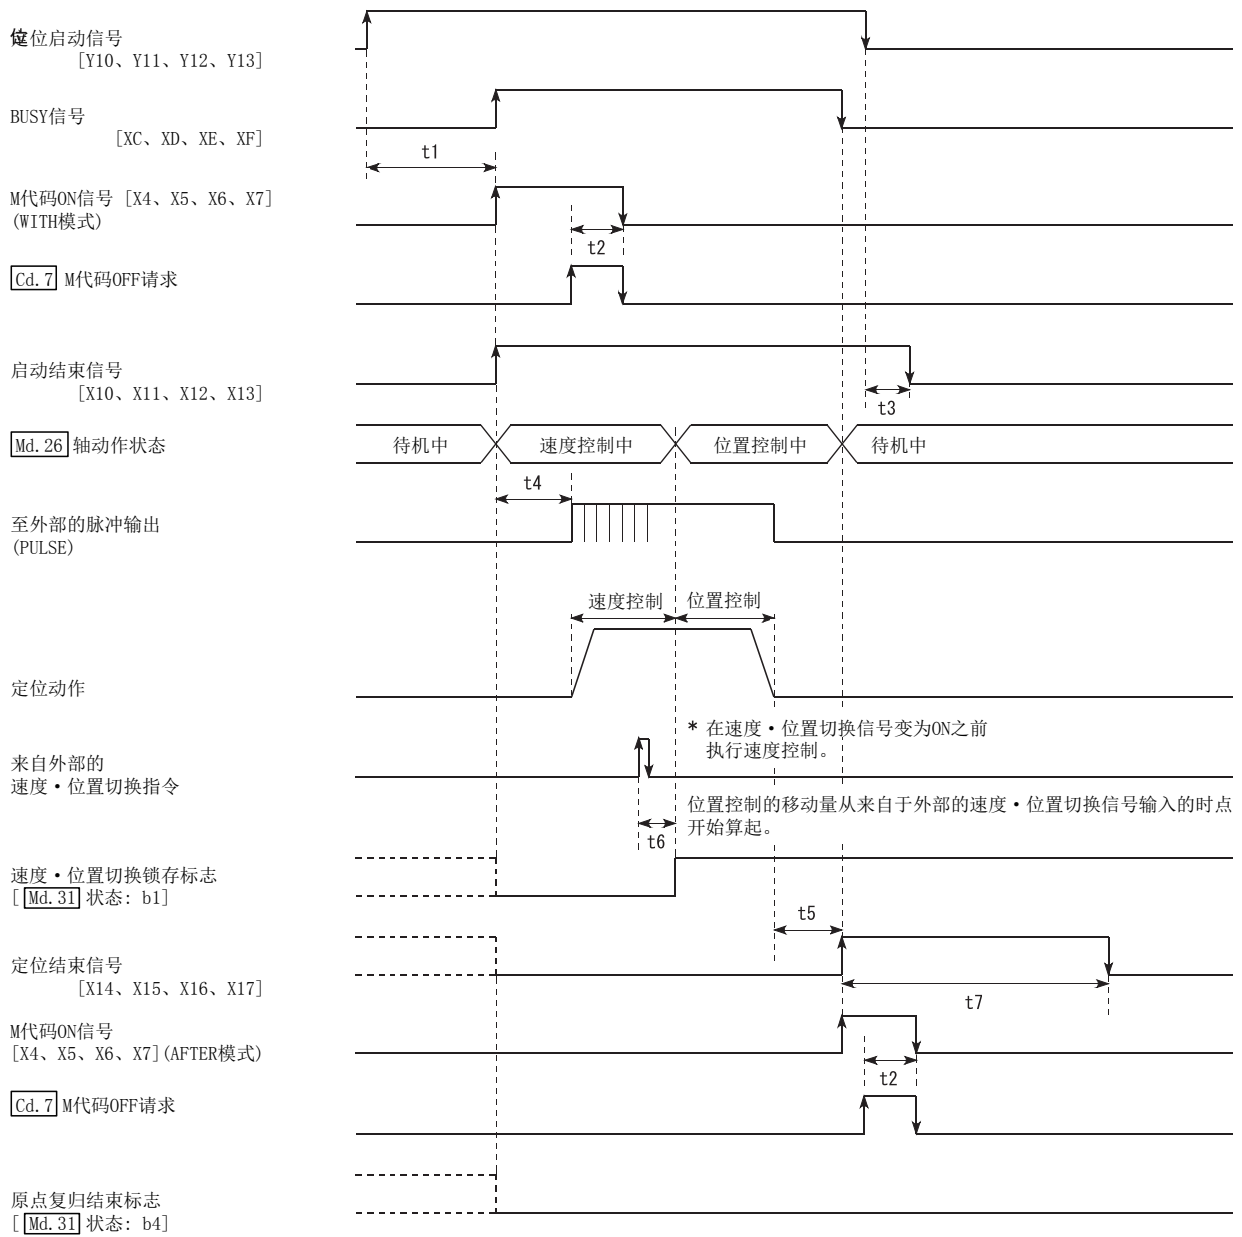 定位启动信号
[Y10、Y11、Y12、Y13]
BUSY信号
[XC、XD、XE、XF]
t1
M代码ON信号 [X4、X5、X6、X7]
(WITH模式)
t2
Cd.7 M代码OFF请求
启动结束信号
[X10、X11、X12、X13]
t3
Md.26 轴动作状态
待机中
速度控制中
位置控制中
待机中
t4
至外部的脉冲输出
(PULSE)
速度控制
位置控制
定位动作
* 在速度・位置切换信号变为ON之前
执行速度控制。
来自外部的
速度・位置切换指令
位置控制的移动量从来自于外部的速度・位置切换信号输入的时点
开始算起。
t6
速度・位置切换锁存标志
[Md.31 状态: b1]
t5
定位结束信号
[X14、X15、X16、X17]
t7
M代码ON信号
[X4、X5、X6、X7](AFTER模式)
t2
Cd.7 M代码OFF请求
原点复归结束标志
[Md.31 状态: b4]